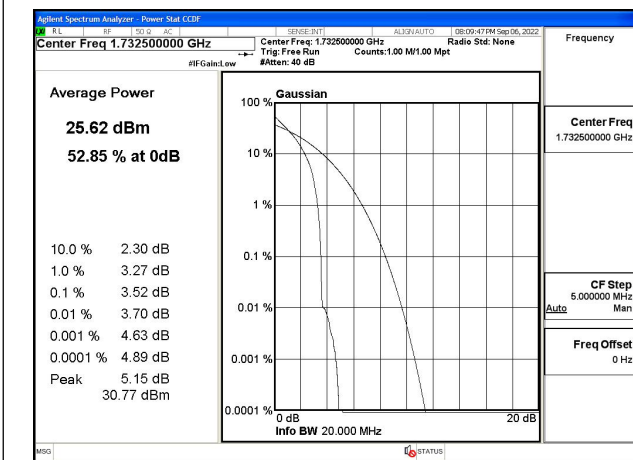 Agilent Spectrum Analyzer - Power Stat CCDF
RL RF 50 Ω AC SENSE:INT ALIGN AUTO 08:09:47 PM Sep 06, 2022
Center Freq 1.732500000 GHz
Center Freq: 1.732500000 GHz Radio Std: None
Trig: Free Run Counts:1.00 M/1.00 Mpt
#IFGain:Low #Atten: 40 dB
Frequency
Average Power
25.62 dBm
52.85 % at 0dB
10.0 % 2.30 dB
1.0 % 3.27 dB
0.1 % 3.52 dB
0.01 % 3.70 dB
0.001 % 4.63 dB
0.0001 % 4.89 dB
Peak 5.15 dB
30.77 dBm
Gaussian
100 %
10 %
1 %
0.1 %
0.01 %
0.001 %
0.0001 %
0 dB 20 dB
Info BW 20.000 MHz
Center Freq
1.732500000 GHz
CF Step
5.000000 MHz
Auto Man
Freq Offset
0 Hz
MSG STATUS